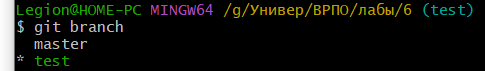 Legion@HOME-PC MINGW64 /g/Универ/ВРПО/лабы/6 (test)
$ git branch
  master
* test